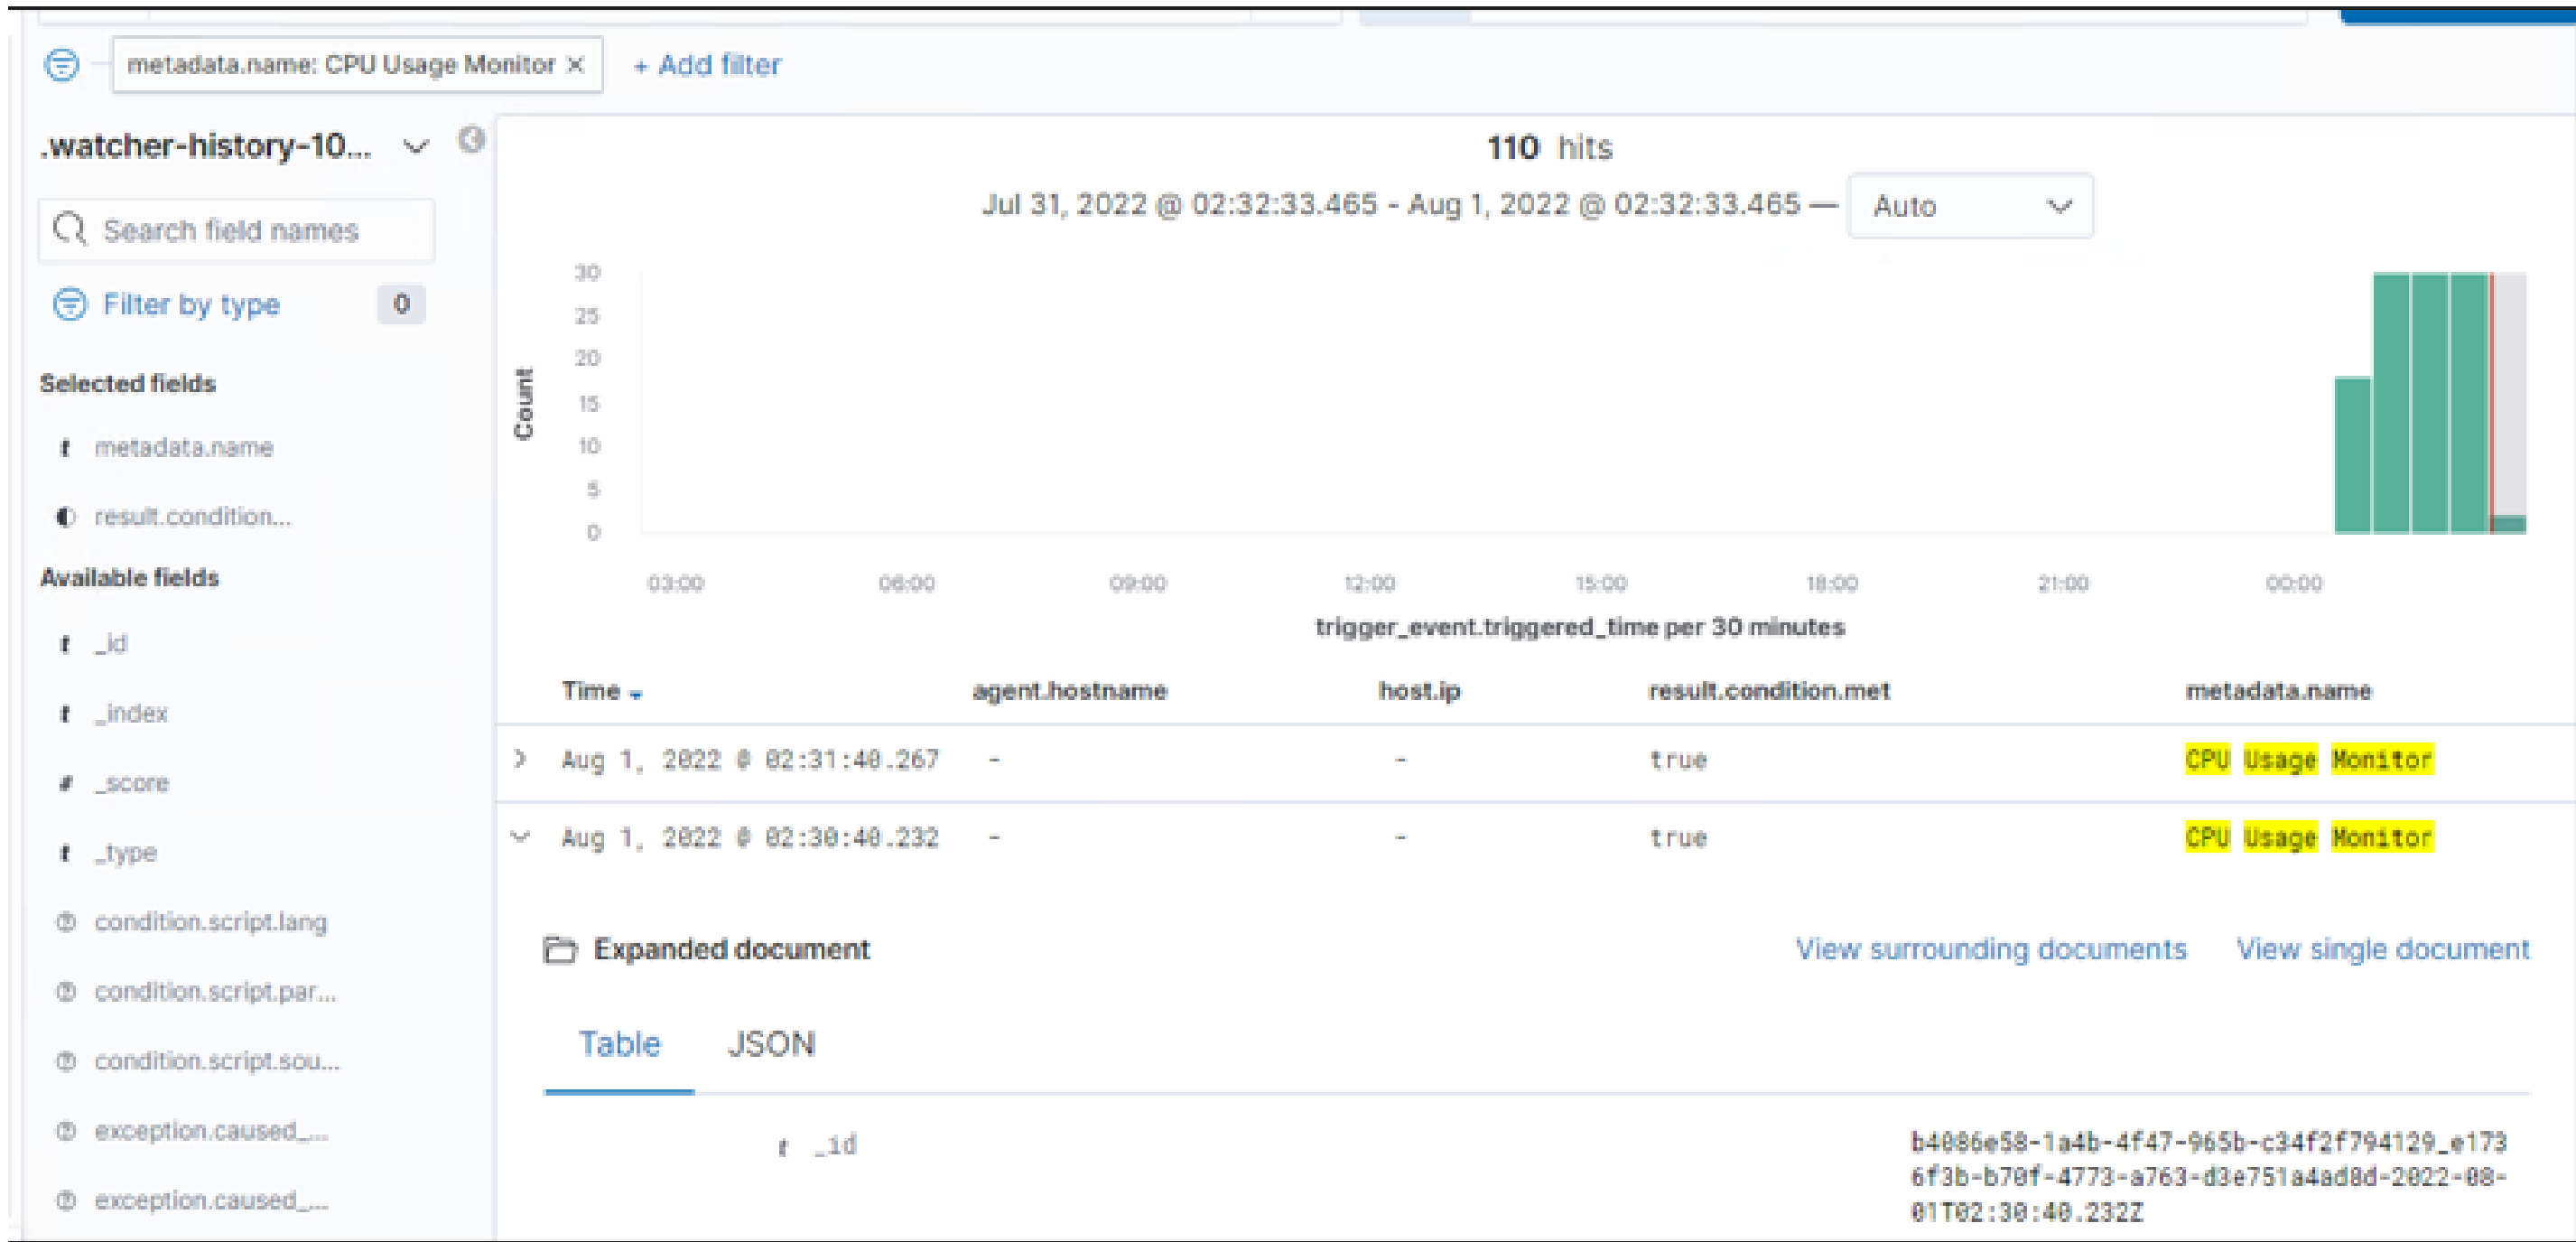 metadata.name: CPU Usage Monitor ×
+ Add filter
.watcher-history-10...
Search field names
Filter by type 0
Selected fields
t metadata.name
result.condition...
Available fields
t _id
t _index
# _score
t _type
condition.script.lang
condition.script.par...
condition.script.sou...
exception.caused_...
exception.caused_...
110 hits
Jul 31, 2022 @ 02:32:33.465 - Aug 1, 2022 @ 02:32:33.465 — Auto
Count
30
25
20
15
10
5
0
03:00 06:00 09:00 12:00 15:00 18:00 21:00 00:00
trigger_event.triggered_time per 30 minutes
Time agent.hostname host.ip result.condition.met metadata.name
Aug 1, 2022 @ 02:31:40.267 - - true CPU Usage Monitor
Aug 1, 2022 @ 02:30:40.232 - - true CPU Usage Monitor
Expanded document View surrounding documents View single document
Table JSON
t _id
b4086e58-1a4b-4f47-965b-c34f2f794129_e173
6f3b-b70f-4773-a763-d3e751a4ad8d-2022-08-
01T02:30:40.232Z